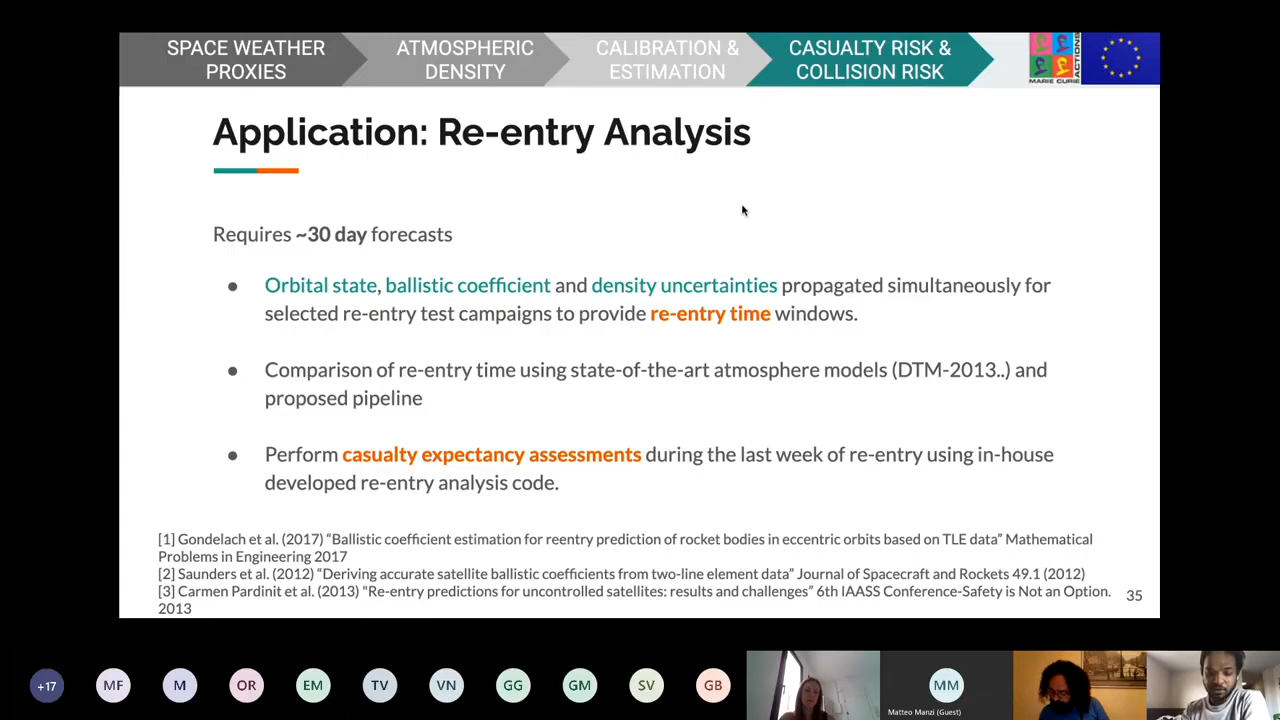 SPACE WEATHER
PROXIES
ATMOSPHERIC
DENSITY
CALIBRATION &
ESTIMATION
CASUALTY RISK &
COLLISION RISK
MARIE CURIE
ACTIONS
Application: Re-entry Analysis
Requires ~30 day forecasts
● Orbital state, ballistic coefficient and density uncertainties propagated simultaneously for
selected re-entry test campaigns to provide re-entry time windows.
● Comparison of re-entry time using state-of-the-art atmosphere models (DTM-2013..) and
proposed pipeline
● Perform casualty expectancy assessments during the last week of re-entry using in-house
developed re-entry analysis code.
[1] Gondelach et al. (2017) “Ballistic coefficient estimation for reentry prediction of rocket bodies in eccentric orbits based on TLE data” Mathematical
Problems in Engineering 2017
[2] Saunders et al. (2012) “Deriving accurate satellite ballistic coefficients from two-line element data” Journal of Spacecraft and Rockets 49.1 (2012)
[3] Carmen Pardinit et al. (2013) “Re-entry predictions for uncontrolled satellites: results and challenges” 6th IAASS Conference-Safety is Not an Option.
2013
35
+17 MF M OR EM TV VN GG GM SV GB MM
Matteo Manzi (Guest)